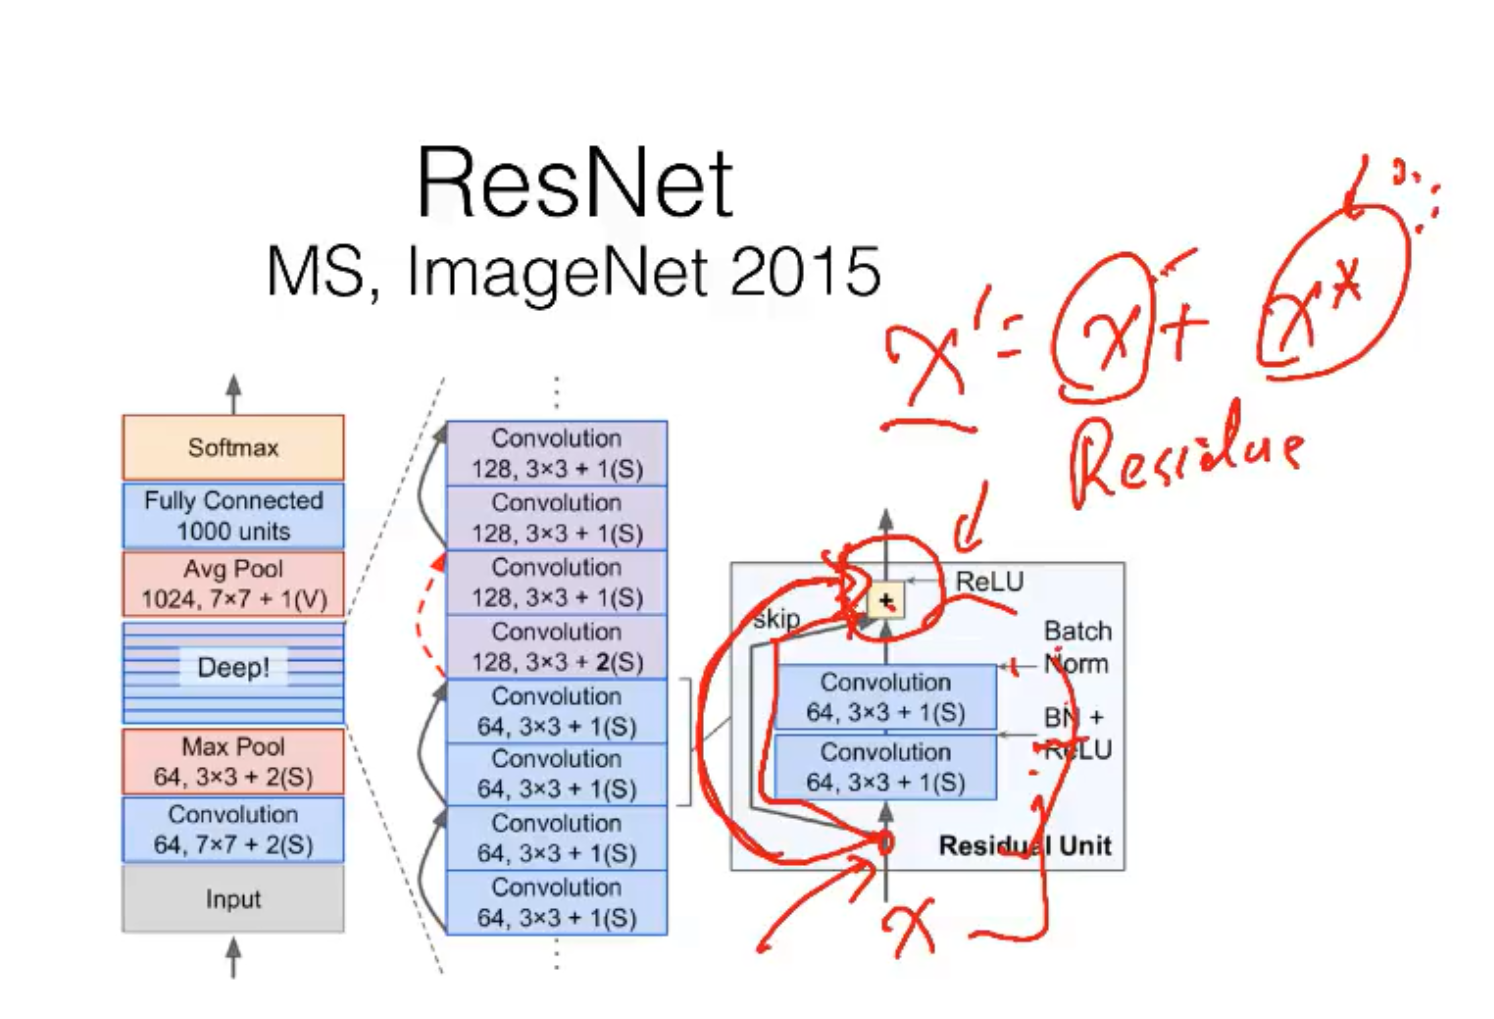 ResNet
MS, ImageNet 2015
x' = x + x*
Residue
Softmax
Fully Connected
1000 units
Avg Pool
1024, 7×7 + 1(V)
Deep!
Max Pool
64, 3×3 + 2(S)
Convolution
64, 7×7 + 2(S)
Input
Convolution
128, 3×3 + 1(S)
Convolution
128, 3×3 + 1(S)
Convolution
128, 3×3 + 1(S)
Convolution
128, 3×3 + 2(S)
Convolution
64, 3×3 + 1(S)
Convolution
64, 3×3 + 1(S)
Convolution
64, 3×3 + 1(S)
Convolution
64, 3×3 + 1(S)
+
ReLU
skip
Batch
Norm
Convolution
64, 3×3 + 1(S)
BN +
ReLU
Convolution
64, 3×3 + 1(S)
Residual Unit
x